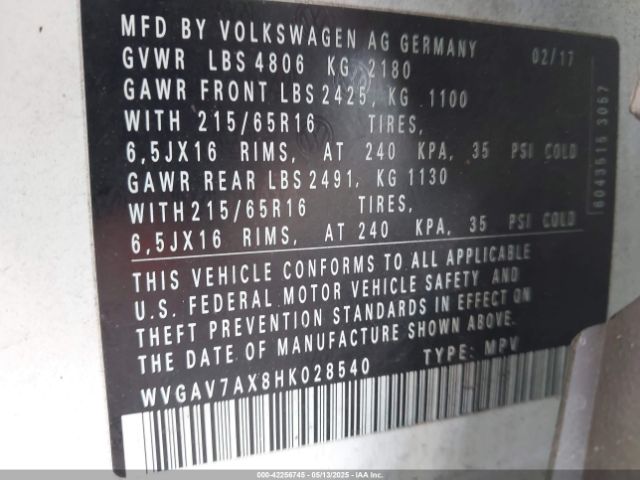 MFD BY VOLKSWAGEN AG GERMANY 02/17
GVWR LBS 4806 KG 2180
GAWR FRONT LBS 2425, KG 1100
WITH 215/65R16 TIRES,
6,5JX16 RIMS, AT 240 KPA, 35 PSI COLD
GAWR REAR LBS 2491, KG 1130
WITH 215/65R16 TIRES,
6,5JX16 RIMS, AT 240 KPA, 35 PSI COLD
6043515 3057
THIS VEHICLE CONFORMS TO ALL APPLICABLE
U.S. FEDERAL MOTOR VEHICLE SAFETY AND
THEFT PREVENTION STANDARDS IN EFFECT ON
THE DATE OF MANUFACTURE SHOWN ABOVE.
WVGAV7AX8HK028540 TYPE: MPV
000-42256745 - 05/13/2025 - IAA, Inc.